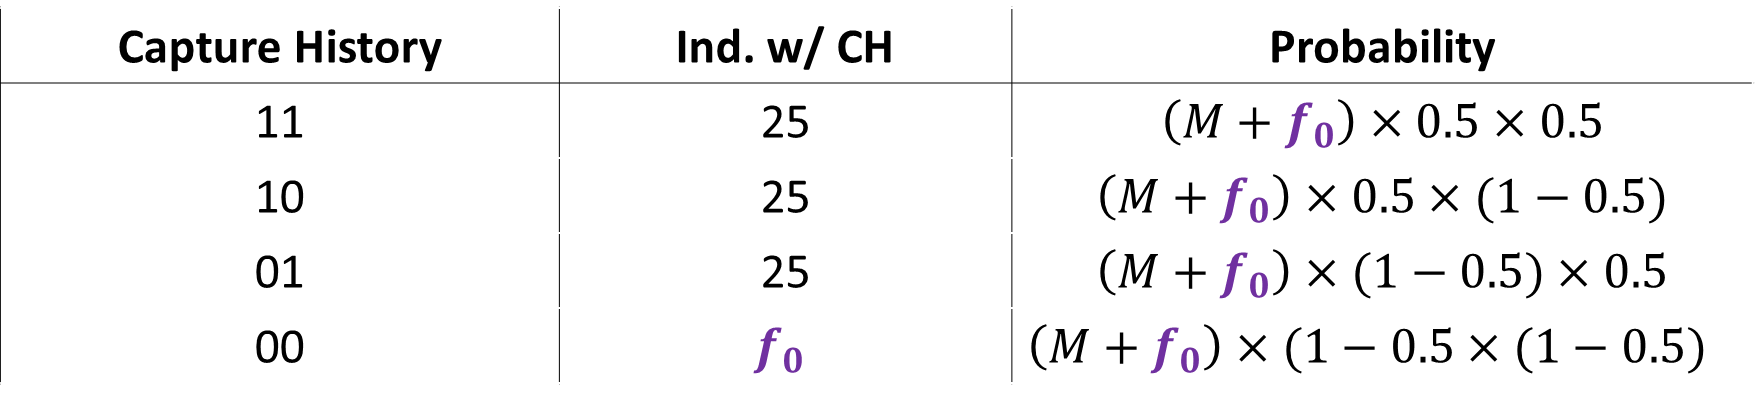 Capture History Ind. w/ CH Probability
11 25 (M + f₀) × 0.5 × 0.5
10 25 (M + f₀) × 0.5 × (1 − 0.5)
01 25 (M + f₀) × (1 − 0.5) × 0.5
00 f₀ (M + f₀) × (1 − 0.5 × (1 − 0.5)